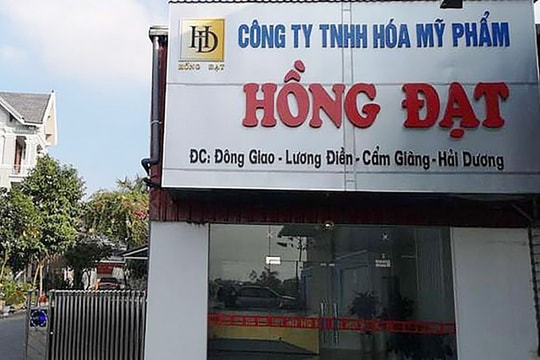 HD
HỒNG ĐẠT
CÔNG TY TNHH HÓA MỸ PHẨM
HỒNG ĐẠT
ĐC: Đông Giao - Lương Điền - Cẩm Giàng - Hải Dương